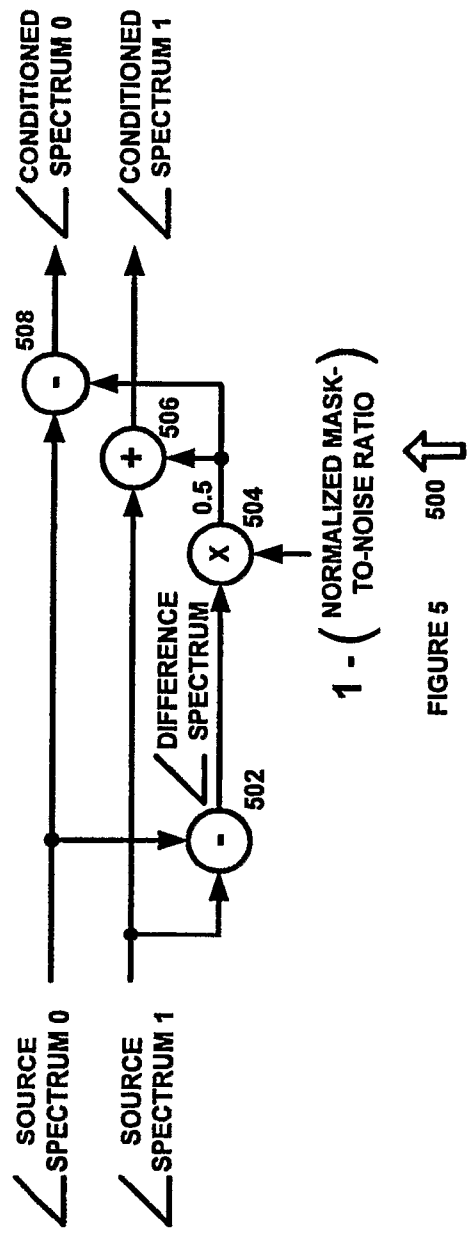 SOURCE
SPECTRUM 0
SOURCE
SPECTRUM 1
-
502
DIFFERENCE
SPECTRUM
X
0.5
504
+
506
-
508
CONDITIONED
SPECTRUM 0
CONDITIONED
SPECTRUM 1
1 - ( NORMALIZED MASK-
TO-NOISE RATIO )
FIGURE 5
500